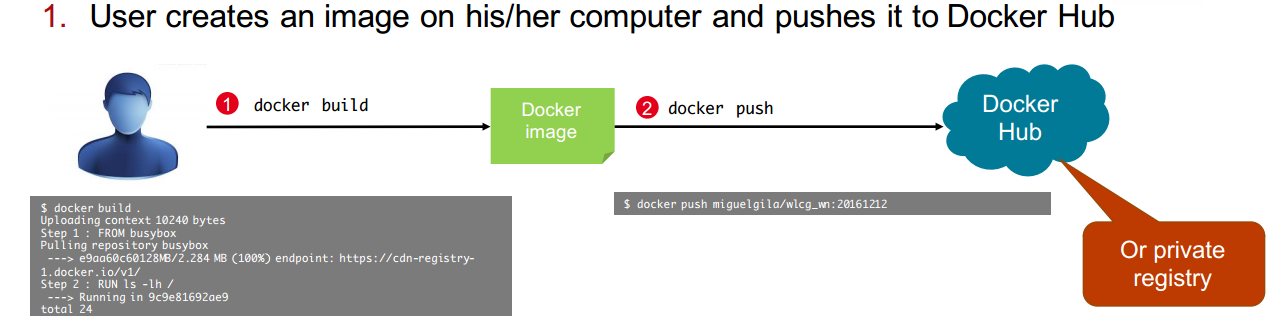 1. User creates an image on his/her computer and pushes it to Docker Hub
1 docker build
Docker
image
2 docker push
Docker
Hub
$ docker build .
Uploading context 10240 bytes
Step 1 : FROM busybox
Pulling repository busybox
---> e9aa60c60128MB/2.284 MB (100%) endpoint: https://cdn-registry-
1.docker.io/v1/
Step 2 : RUN ls -lh /
---> Running in 9c9e81692ae9
total 24
$ docker push miguelgila/wlcg_wn:20161212
Or private
registry